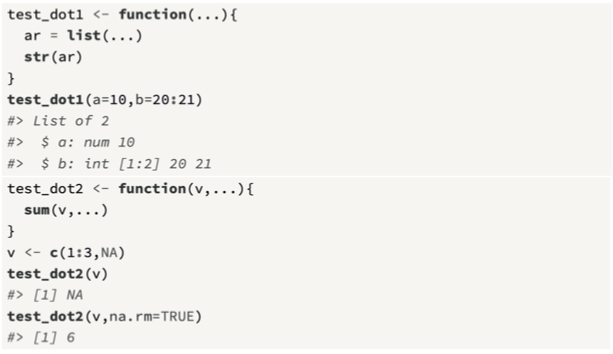 test_dot1 <- function(...){
  ar = list(...)
  str(ar)
}
test_dot1(a=10,b=20:21)
#> List of 2
#>  $ a: num 10
#>  $ b: int [1:2] 20 21
test_dot2 <- function(v,...){
  sum(v,...)
}
v <- c(1:3,NA)
test_dot2(v)
#> [1] NA
test_dot2(v,na.rm=TRUE)
#> [1] 6